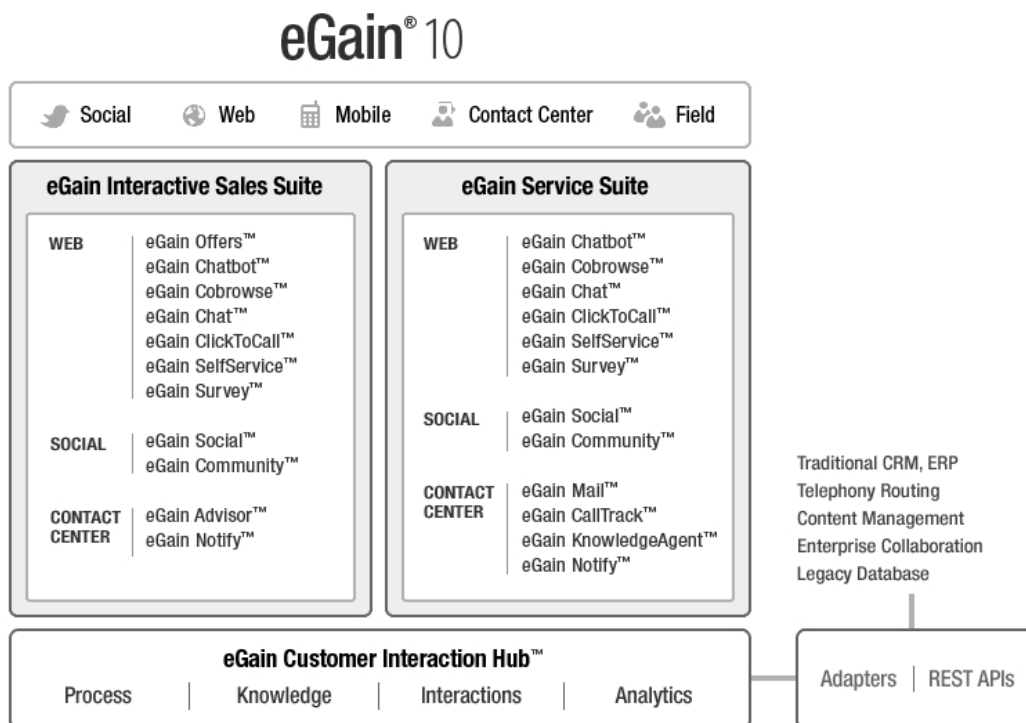 eGain® 10
Social Web Mobile Contact Center Field
eGain Interactive Sales Suite
WEB
eGain Offers™
eGain Chatbot™
eGain Cobrowse™
eGain Chat™
eGain ClickToCall™
eGain SelfService™
eGain Survey™
SOCIAL
eGain Social™
eGain Community™
CONTACT
CENTER
eGain Advisor™
eGain Notify™
eGain Service Suite
WEB
eGain Chatbot™
eGain Cobrowse™
eGain Chat™
eGain ClickToCall™
eGain SelfService™
eGain Survey™
SOCIAL
eGain Social™
eGain Community™
CONTACT
CENTER
eGain Mail™
eGain CallTrack™
eGain KnowledgeAgent™
eGain Notify™
Traditional CRM, ERP
Telephony Routing
Content Management
Enterprise Collaboration
Legacy Database
eGain Customer Interaction Hub™
Process Knowledge Interactions Analytics
Adapters REST APIs